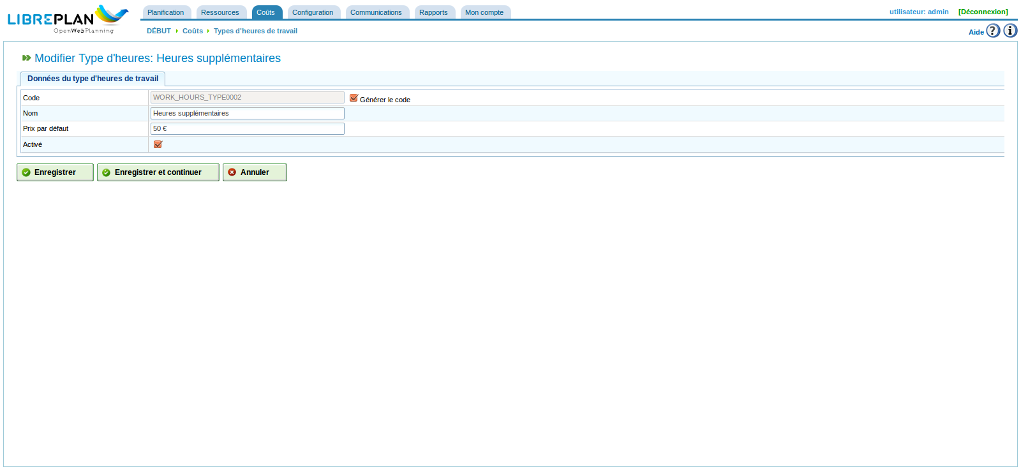 LIBREPLAN
OpenWebPlanning
Planification Ressources Coûts Configuration Communications Rapports Mon compte
utilisateur: admin [Déconnexion]
DÉBUT Coûts Types d'heures de travail
Aide
Modifier Type d'heures: Heures supplémentaires
Données du type d'heures de travail
Code WORK_HOURS_TYPE0002 Générer le code
Nom Heures supplémentaires
Prix par défaut 50 €
Activé
Enregistrer Enregistrer et continuer Annuler